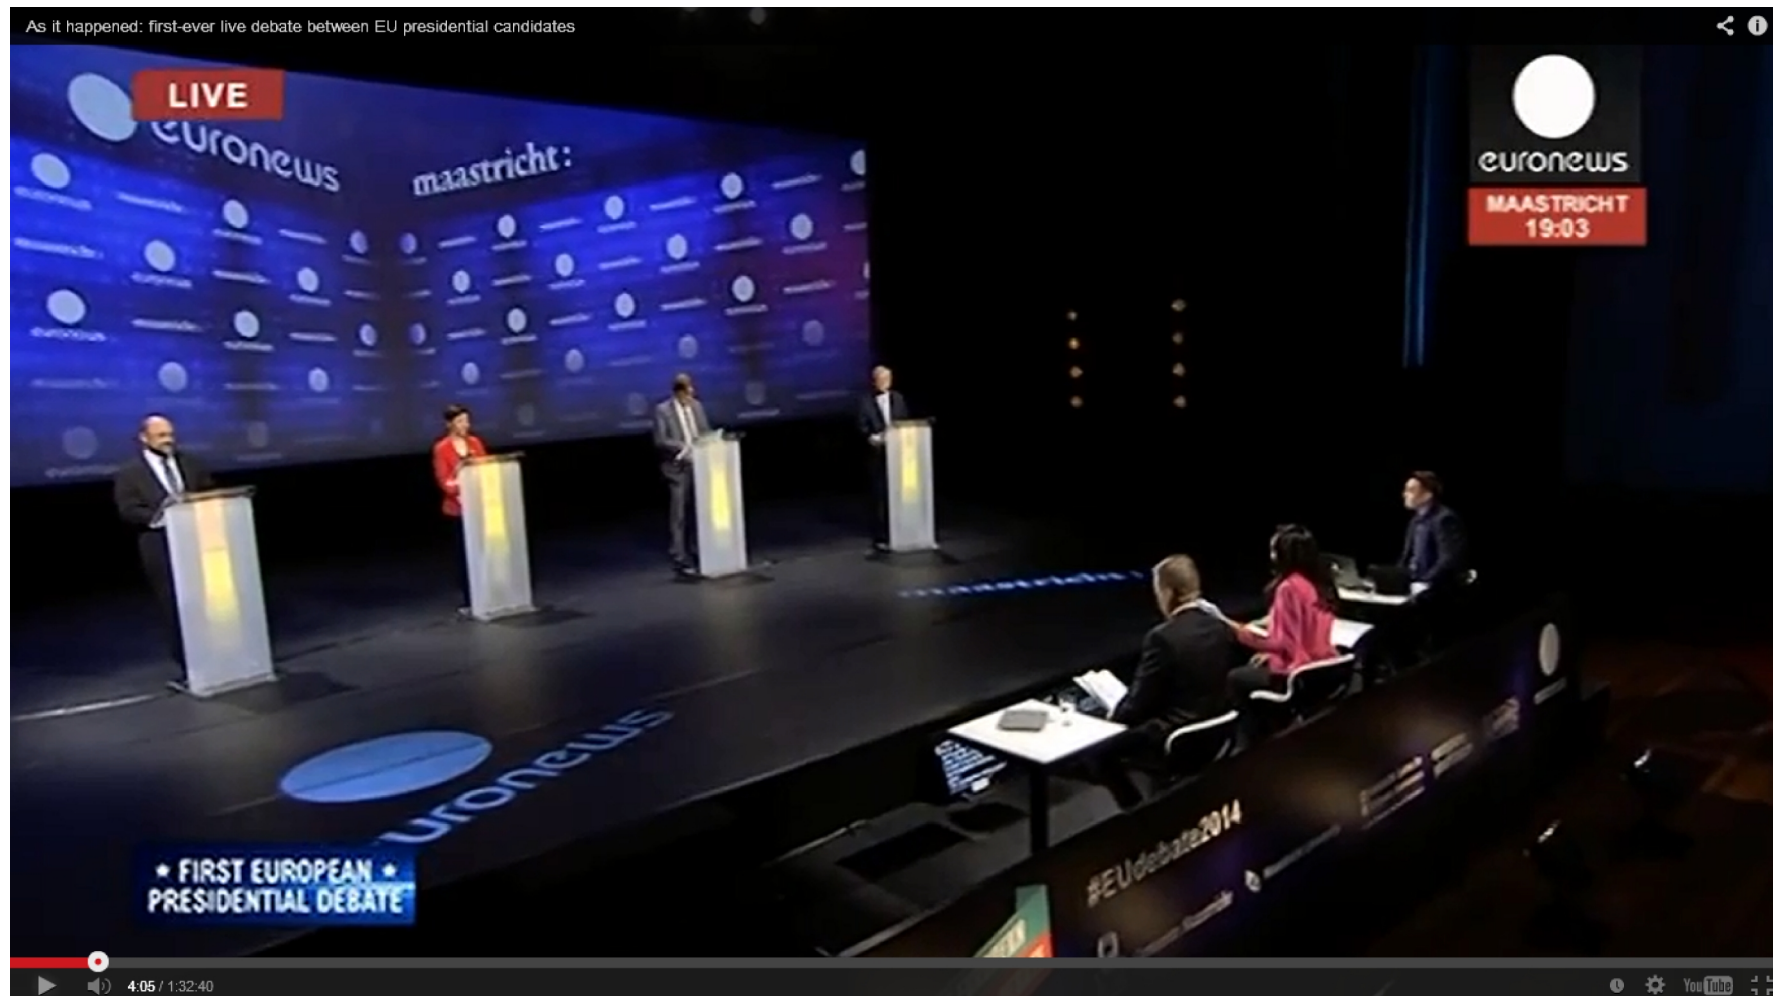 As it happened: first-ever live debate between EU presidential candidates
LIVE
euronews
maastricht:
euronews
MAASTRICHT
19:03
euronews
maastricht:
#EUdebate2014
★ FIRST EUROPEAN ★
PRESIDENTIAL DEBATE
4:05 / 1:32:40
YouTube